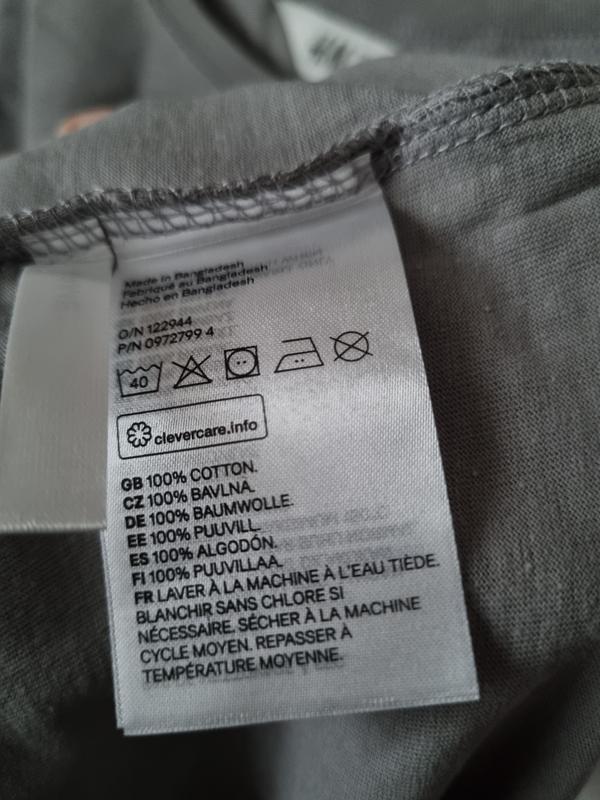 Made in Bangladesh
Fabriqué au Bangladesh
Hecho en Bangladesh
O/N 122944
P/N 0972799 4
40
clevercare.info
GB 100% COTTON.
CZ 100% BAVLNA.
DE 100% BAUMWOLLE.
EE 100% PUUVILL.
ES 100% ALGODÓN.
FI 100% PUUVILLAA.
FR LAVER À LA MACHINE À L'EAU TIÈDE.
BLANCHIR SANS CHLORE SI
NÉCESSAIRE. SÉCHER À LA MACHINE
CYCLE MOYEN. REPASSER À
TEMPÉRATURE MOYENNE.